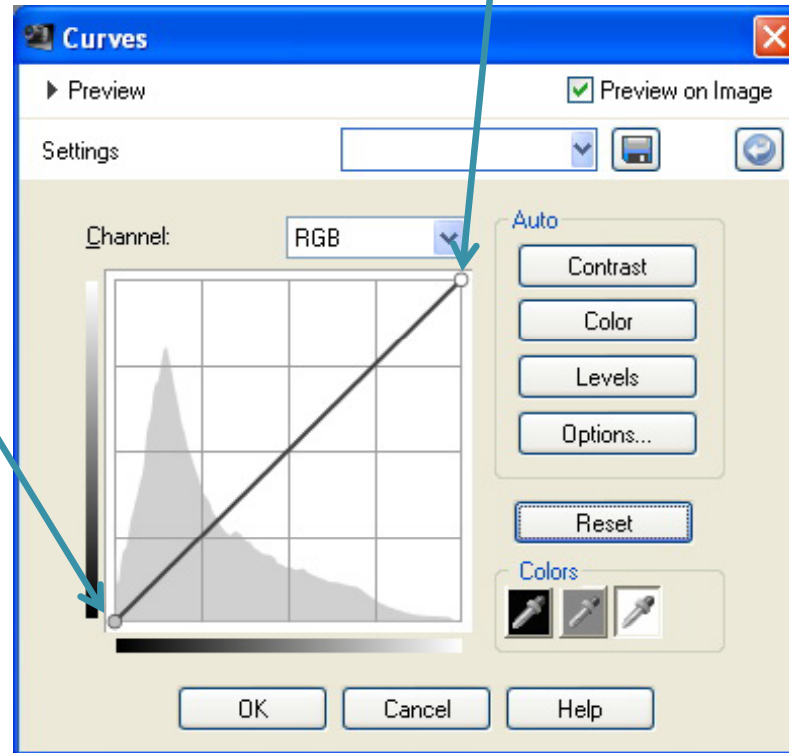 Curves
Preview
Preview on Image
Settings
Channel:
RGB
Auto
Contrast
Color
Levels
Options...
Reset
Colors
OK
Cancel
Help